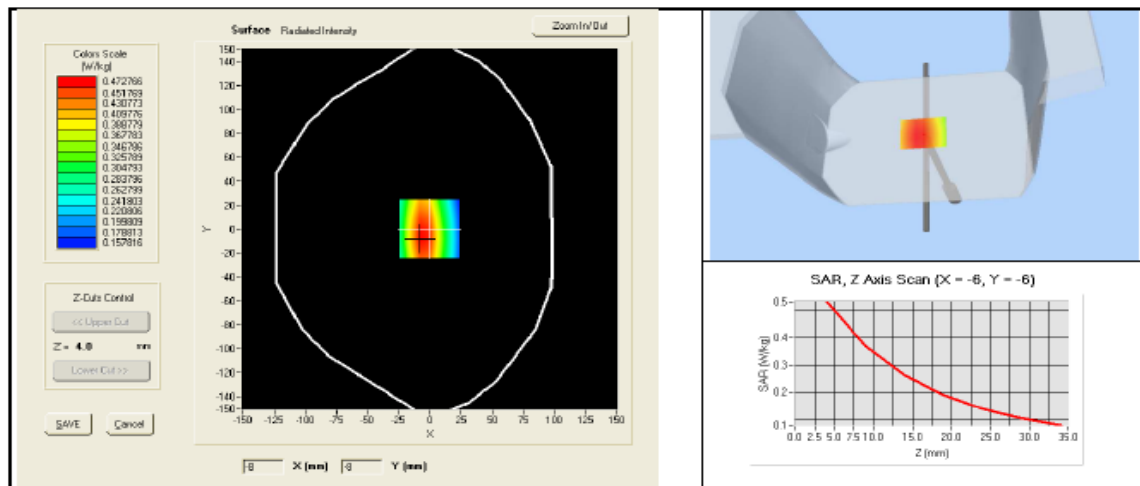 Surface Radiated Intensity
Zoom In/Out
Colors Scale
(W/kg)
0.472766
0.451769
0.430773
0.409776
0.388779
0.367783
0.346786
0.325789
0.304793
0.283796
0.262799
0.241803
0.220806
0.199809
0.178813
0.157816
Z-Cuts Control
<< Upper Cut
Z = 4.0 mm
Lower Cut >>
SAVE Cancel
150
120
100
80
60
40
20
0
-20
-40
-60
-80
-100
-120
-150
Y
-150 -125 -100 -75 -50 -25 0 25 50 75 100 125 150
X
-8 X (mm) -8 Y (mm)
SAR, Z Axis Scan (X = -6, Y = -6)
0.5
0.4
0.3
0.2
0.1
SAR (W/kg)
0.0 2.5 5.0 7.5 10.0 15.0 20.0 25.0 30.0 35.0
Z (mm)